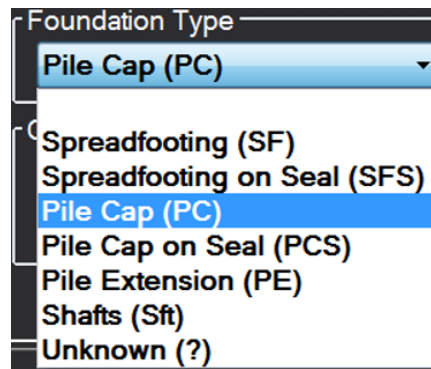 Foundation Type
Pile Cap (PC)
Spreadfooting (SF)
Spreadfooting on Seal (SFS)
Pile Cap (PC)
Pile Cap on Seal (PCS)
Pile Extension (PE)
Shafts (Sft)
Unknown (?)